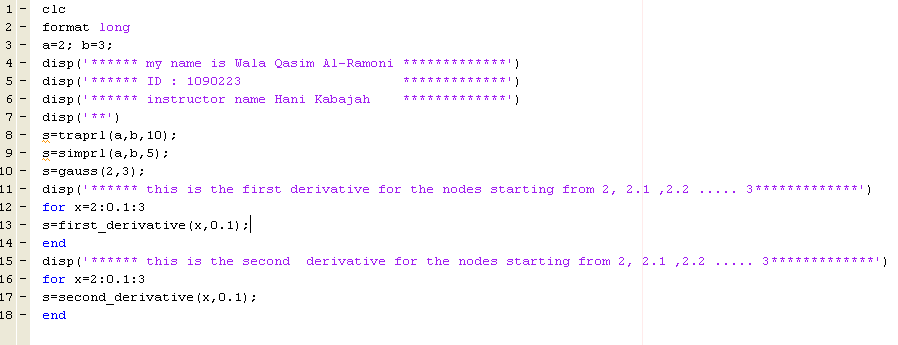 1 - clc
2 - format long
3 - a=2; b=3;
4 - disp('****** my name is Wala Qasim Al-Ramoni *************')
5 - disp('****** ID : 1090223                *************')
6 - disp('****** instructor name Hani Kabajah    *************')
7 - disp('**')
8 - s=traprl(a,b,10);
9 - s=simprl(a,b,5);
10 - s=gauss(2,3);
11 - disp('****** this is the first derivative for the nodes starting from 2, 2.1 ,2.2 ..... 3*************')
12 - for x=2:0.1:3
13 - s=first_derivative(x,0.1);
14 - end
15 - disp('****** this is the second  derivative for the nodes starting from 2, 2.1 ,2.2 ..... 3*************')
16 - for x=2:0.1:3
17 - s=second_derivative(x,0.1);
18 - end